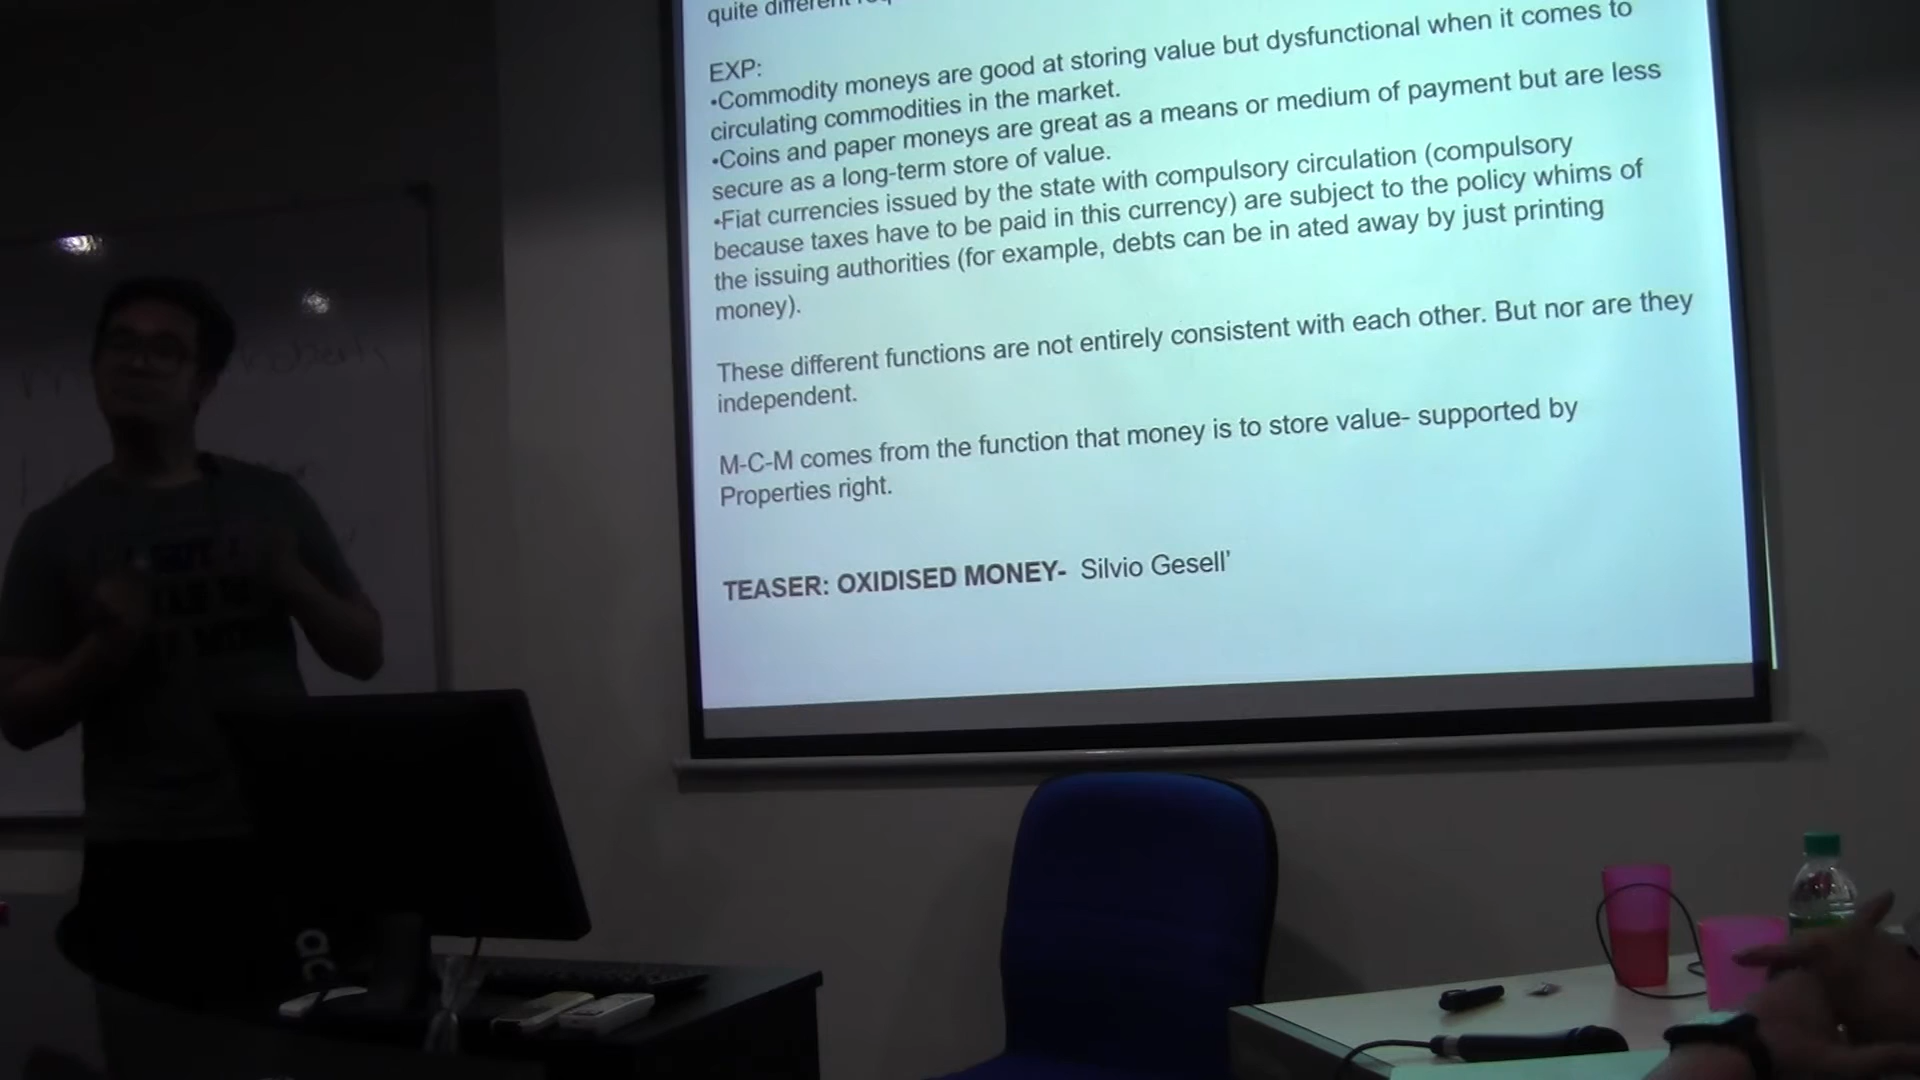 quite different
EXP:
•Commodity moneys are good at storing value but dysfunctional when it comes to
circulating commodities in the market.
•Coins and paper moneys are great as a means or medium of payment but are less
secure as a long-term store of value.
•Fiat currencies issued by the state with compulsory circulation (compulsory
because taxes have to be paid in this currency) are subject to the policy whims of
the issuing authorities (for example, debts can be in ated away by just printing
money).
These different functions are not entirely consistent with each other. But nor are they
independent.
M-C-M comes from the function that money is to store value- supported by
Properties right.
TEASER: OXIDISED MONEY- Silvio Gesell’